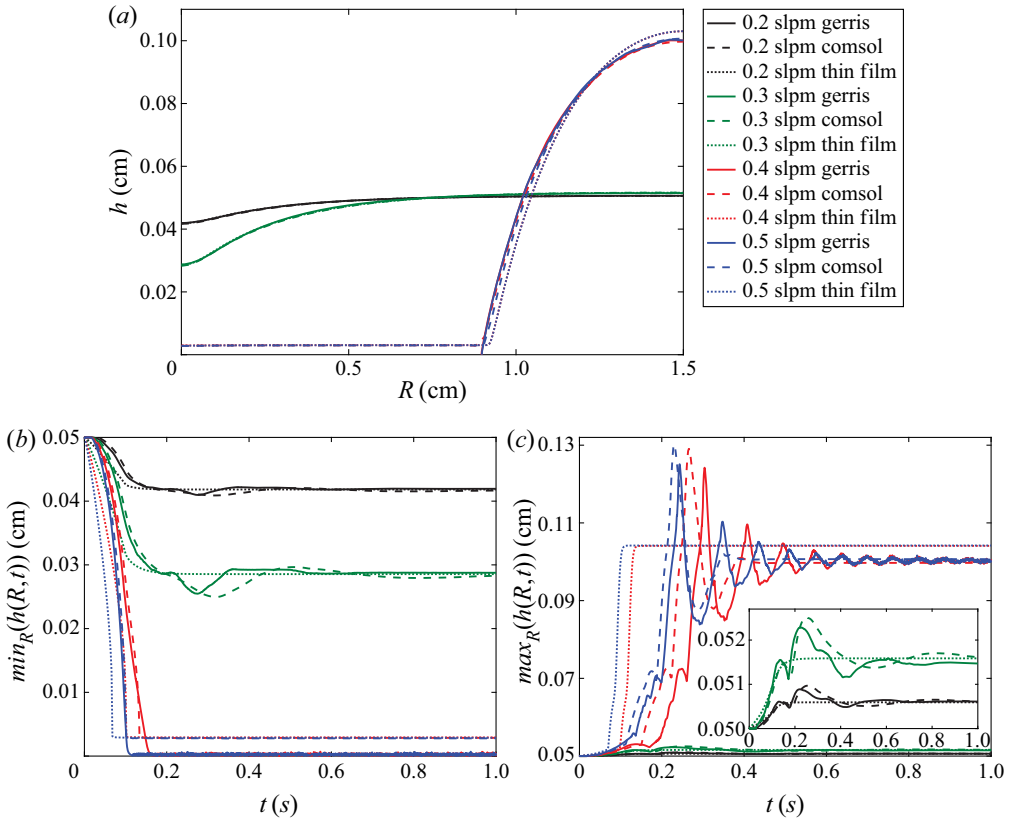 (a)
0.10
0.08
0.06
0.04
0.02
h (cm)
0
0.5
1.0
1.5
R (cm)
0.2 slpm gerris
0.2 slpm comsol
0.2 slpm thin film
0.3 slpm gerris
0.3 slpm comsol
0.3 slpm thin film
0.4 slpm gerris
0.4 slpm comsol
0.4 slpm thin film
0.5 slpm gerris
0.5 slpm comsol
0.5 slpm thin film
(b)
0.05
0.04
0.03
0.02
0.01
min_R(h(R,t)) (cm)
0
0.2
0.4
0.6
0.8
1.0
t (s)
(c)
0.13
0.11
0.09
0.07
0.05
max_R(h(R,t)) (cm)
0
0.2
0.4
0.6
0.8
1.0
t (s)
0.052
0.051
0.050
0
0.2
0.4
0.6
0.8
1.0